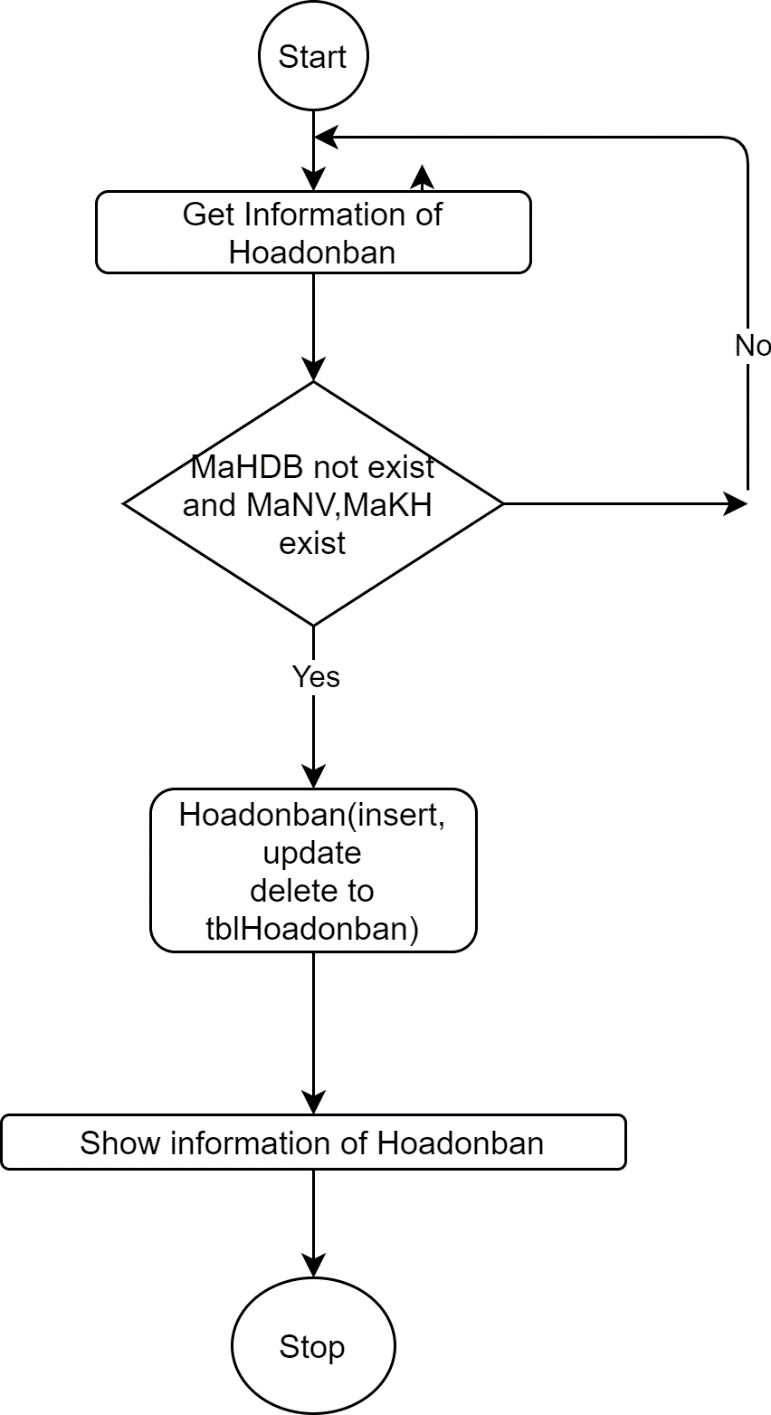 Start
Get Information of
Hoadonban
No
MaHDB not exist
and MaNV,MaKH
exist
Yes
Hoadonban(insert,
update
delete to
tblHoadonban)
Show information of Hoadonban
Stop